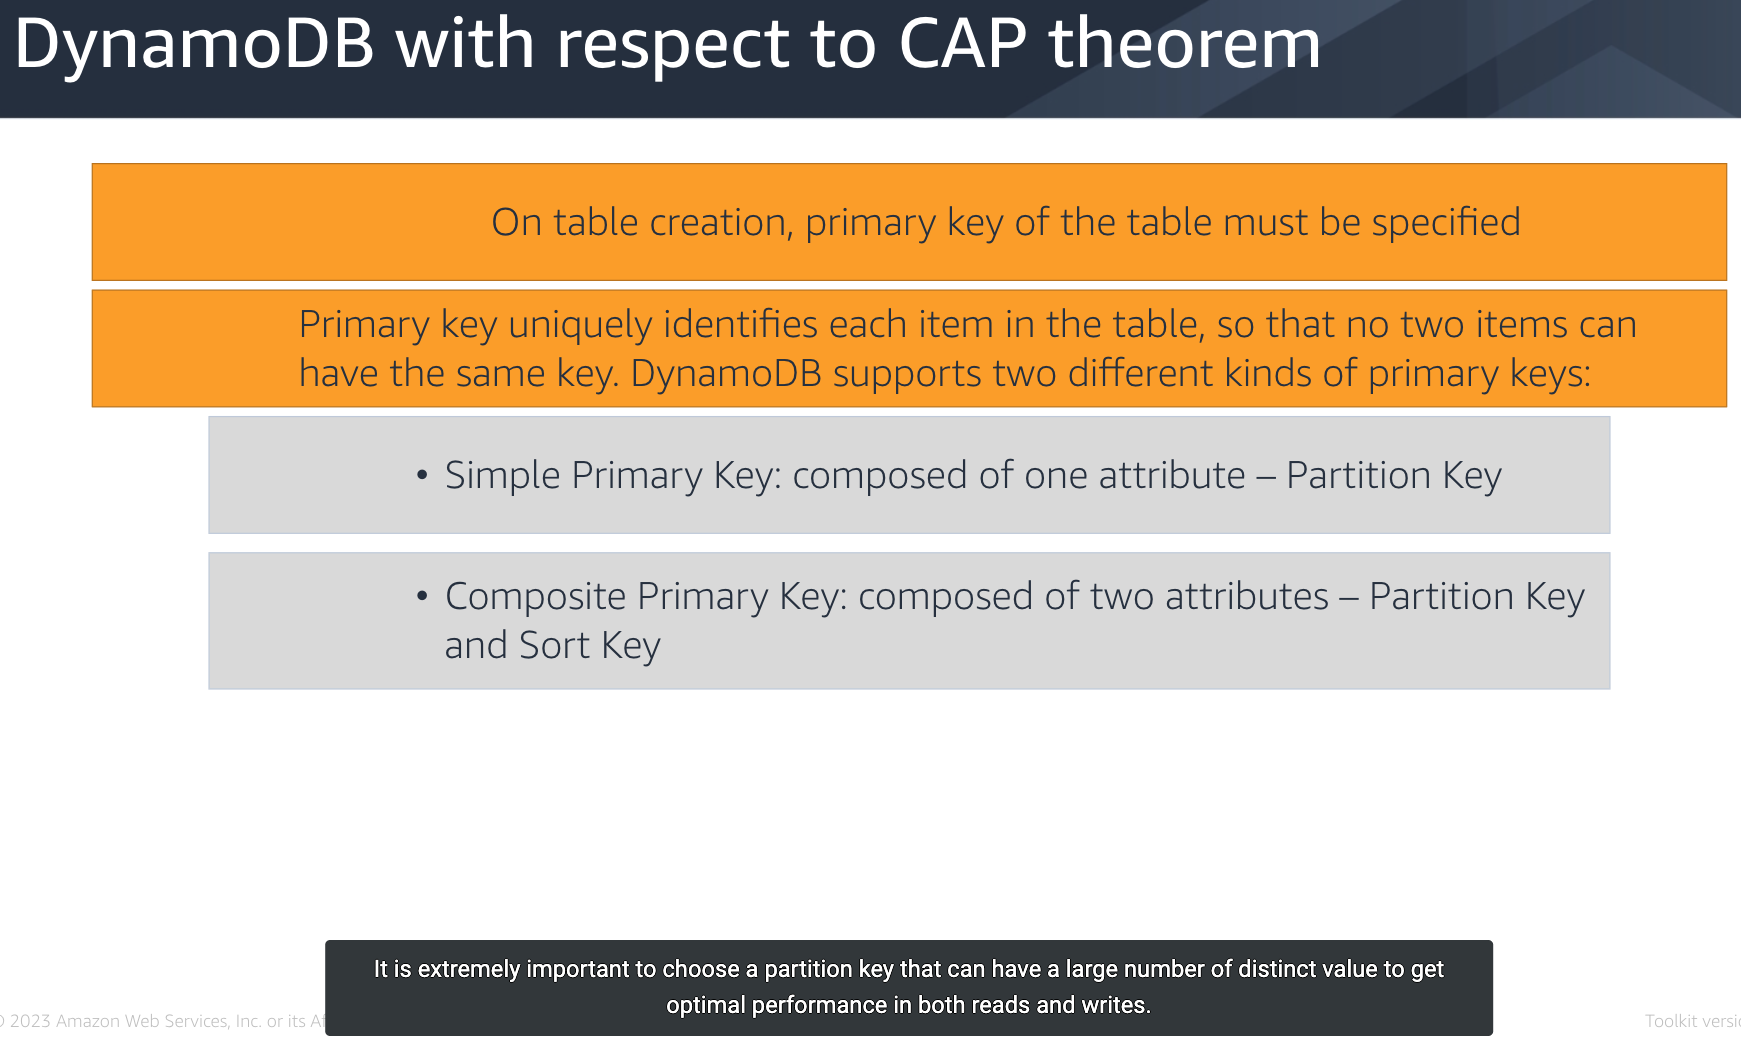 DynamoDB with respect to CAP theorem
On table creation, primary key of the table must be specified
Primary key uniquely identifies each item in the table, so that no two items can
have the same key. DynamoDB supports two different kinds of primary keys:
• Simple Primary Key: composed of one attribute – Partition Key
• Composite Primary Key: composed of two attributes – Partition Key
and Sort Key
It is extremely important to choose a partition key that can have a large number of distinct value to get
optimal performance in both reads and writes.
© 2023 Amazon Web Services, Inc. or its
Toolkit